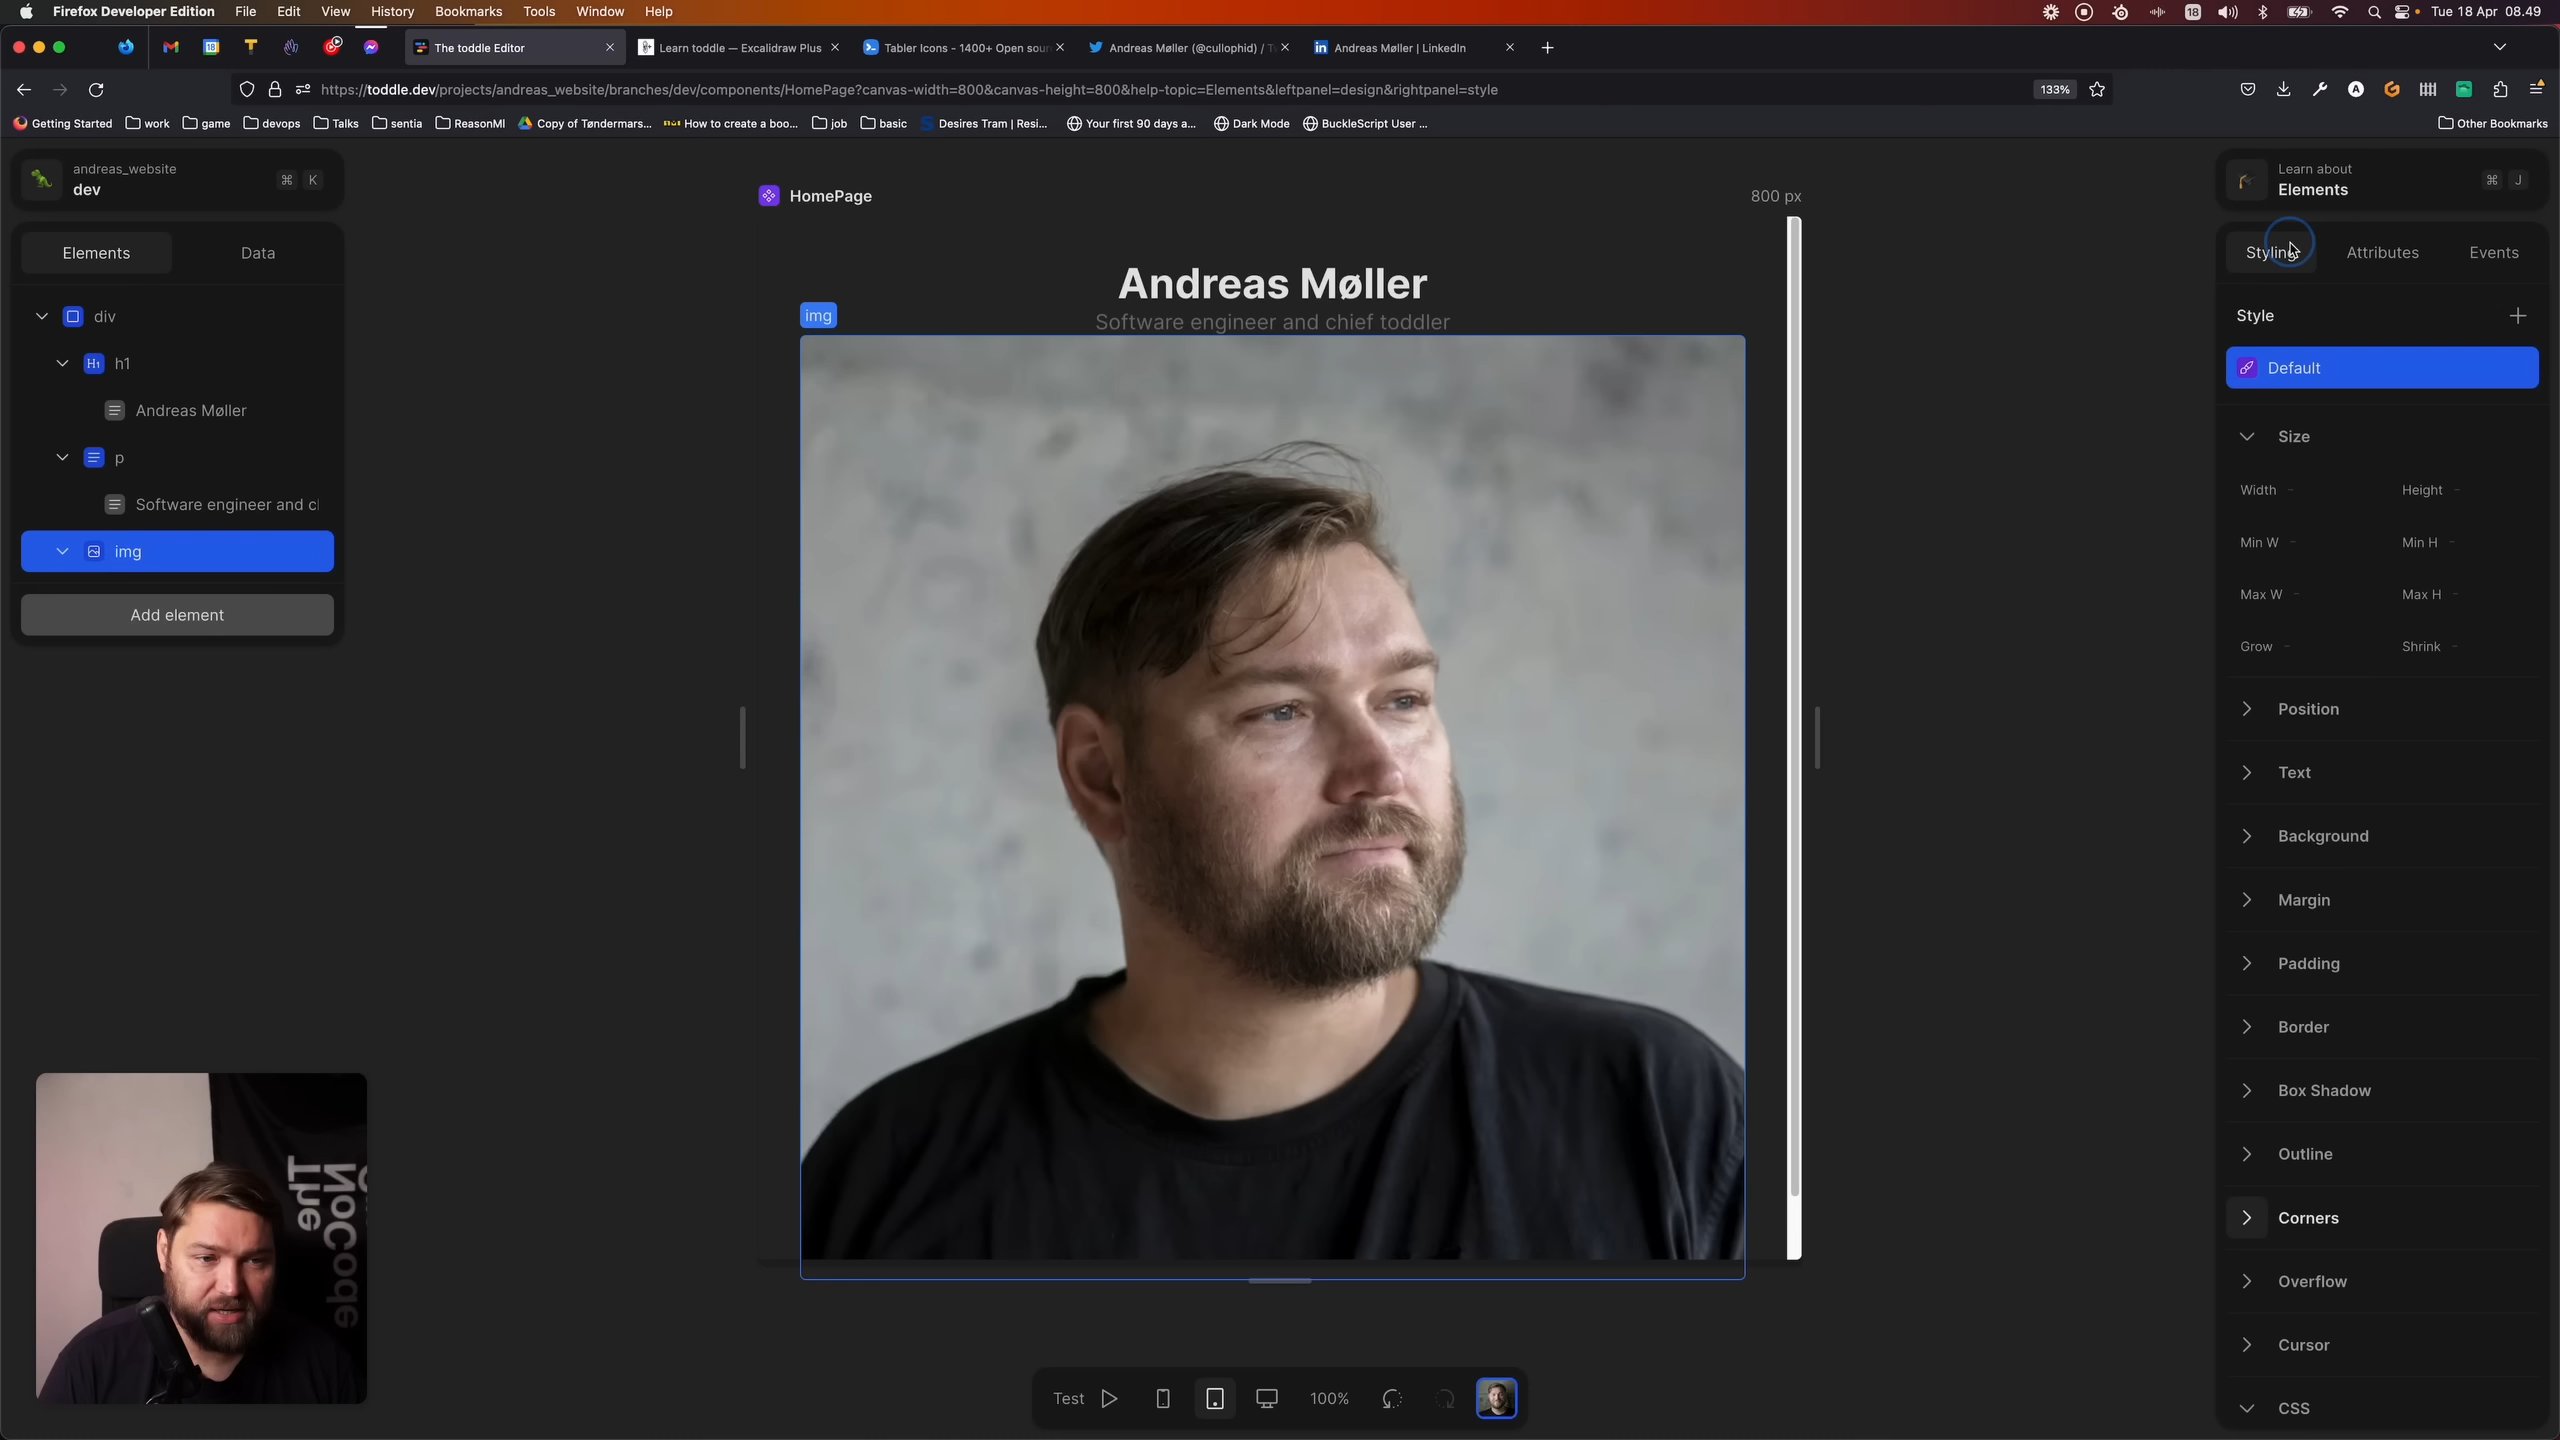 Firefox Developer Edition File Edit View History Bookmarks Tools Window Help 18 Tue 18 Apr 08.49
18 The toddle Editor Learn toddle — Excalidraw Plus Tabler Icons - 1400+ Open sour Andreas Møller (@cullophid) / T Andreas Møller | LinkedIn
https://toddle.dev/projects/andreas_website/branches/dev/components/HomePage?canvas-width=800&canvas-height=800&help-topic=Elements&leftpanel=design&rightpanel=style 133%
Getting Started work game devops Talks sentia ReasonMl Copy of Tøndermars... How to create a boo... job basic Desires Tram | Resi... Your first 90 days a... Dark Mode BuckleScript User ... Other Bookmarks
andreas_website
dev ⌘ K
Elements Data
div
H1 h1
Andreas Møller
p
Software engineer and c
img
Add element
HomePage 800 px
Andreas Møller
Software engineer and chief toddler
img
The
NoCode
Test 100%
Learn about
Elements ⌘ J
Styling Attributes Events
Style
Default
Size
Width - Height -
Min W - Min H -
Max W - Max H -
Grow - Shrink -
Position
Text
Background
Margin
Padding
Border
Box Shadow
Outline
Corners
Overflow
Cursor
CSS